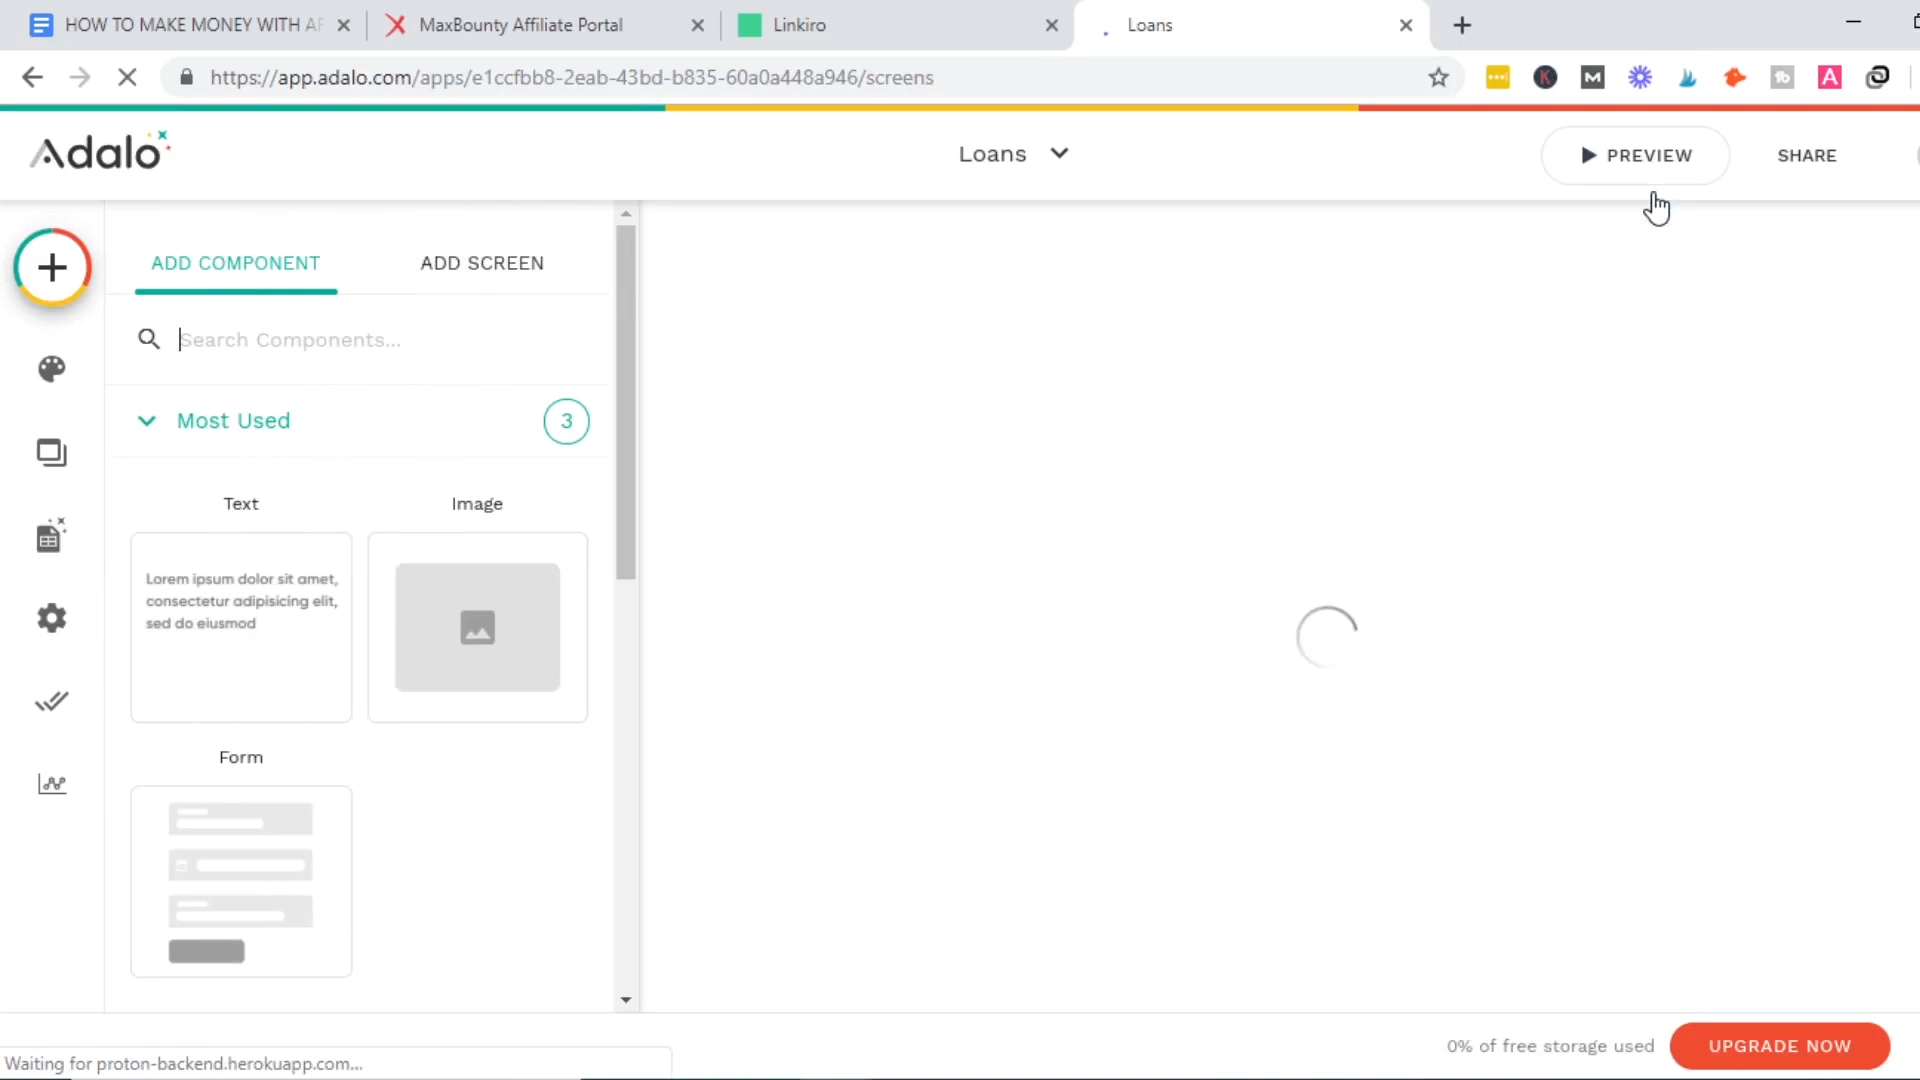 HOW TO MAKE MONEY WITH AF
MaxBounty Affiliate Portal
Linkiro
Loans
https://app.adalo.com/apps/e1ccfbb8-2eab-43bd-b835-60a0a448a946/screens
Adalo
Loans
PREVIEW
SHARE
ADD COMPONENT
ADD SCREEN
Search Components...
Most Used
3
Text
Image
Lorem ipsum dolor sit amet,
consectetur adipisicing elit,
sed do eiusmod
Form
0% of free storage used
UPGRADE NOW
Waiting for proton-backend.herokuapp.com...